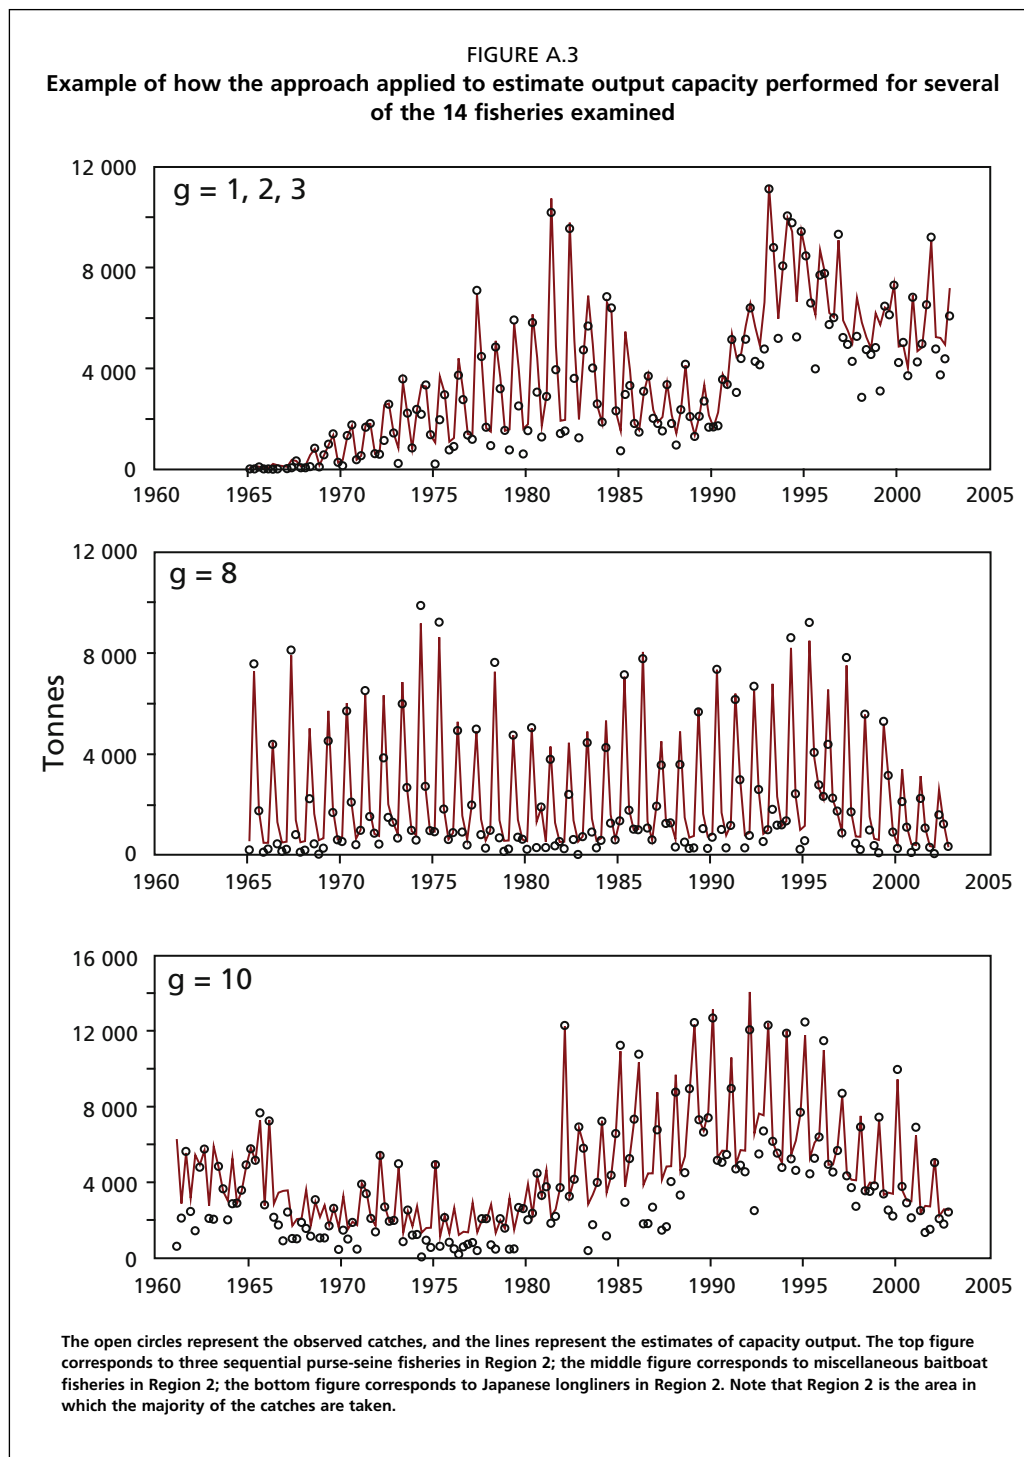 FIGURE A.3
Example of how the approach applied to estimate output capacity performed for several
of the 14 fisheries examined
12 000
g = 1, 2, 3
8 000
4 000
0
1960 1965 1970 1975 1980 1985 1990 1995 2000 2005
12 000
g = 8
8 000
Tonnes
4 000
0
1960 1965 1970 1975 1980 1985 1990 1995 2000 2005
16 000
g = 10
12 000
8 000
4 000
0
1960 1965 1970 1975 1980 1985 1990 1995 2000 2005
The open circles represent the observed catches, and the lines represent the estimates of capacity output. The top figure
corresponds to three sequential purse-seine fisheries in Region 2; the middle figure corresponds to miscellaneous baitboat
fisheries in Region 2; the bottom figure corresponds to Japanese longliners in Region 2. Note that Region 2 is the area in
which the majority of the catches are taken.